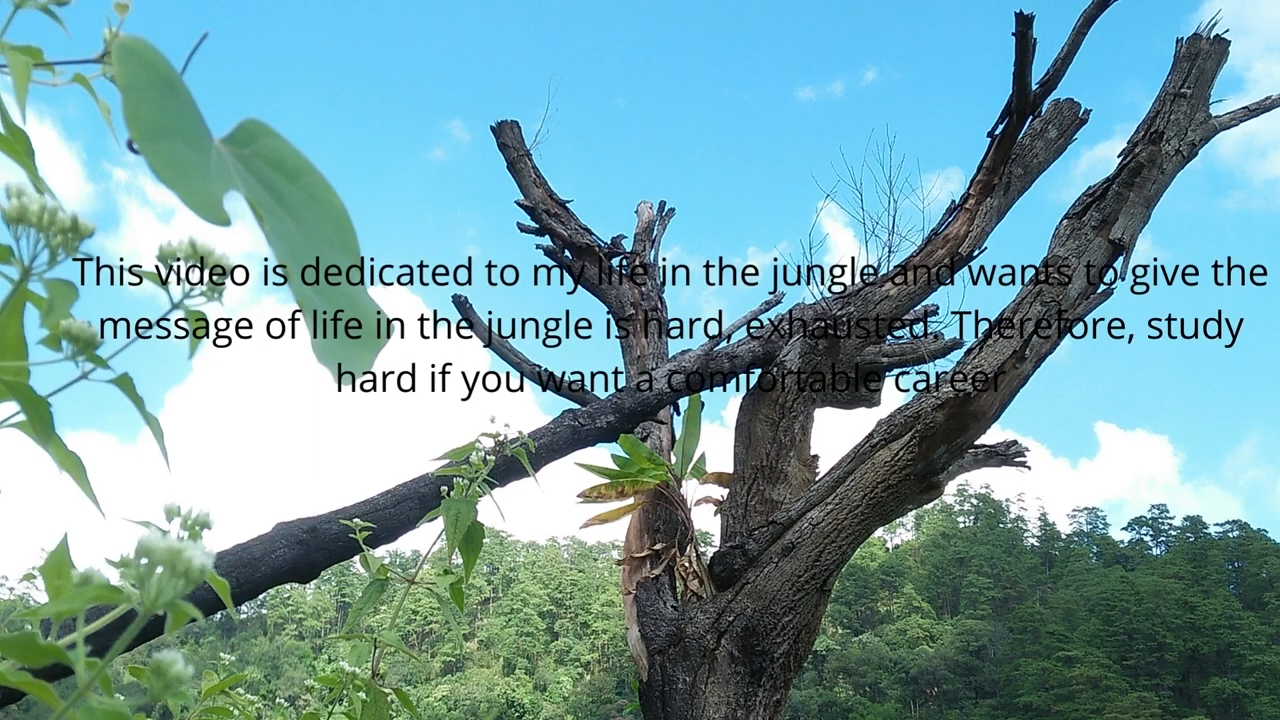 This video is dedicated to my life in the jungle and wants to give the
message of life in the jungle is hard, exhausted. Therefore, study
hard if you want a comfortable career